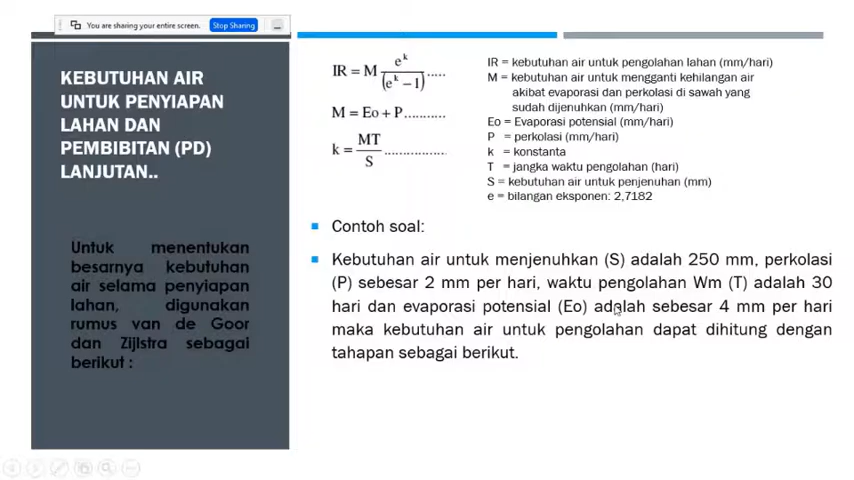 You are sharing your entire screen.
Stop Sharing
KEBUTUHAN AIR
UNTUK PENYIAPAN
LAHAN DAN
PEMBIBITAN (PD)
LANJUTAN..
Untuk menentukan
besarnya kebutuhan
air selama penyiapan
lahan, digunakan
rumus van de Goor
dan Zijlstra sebagai
berikut :
IR = M e^k / (e^k − 1) .....
M = Eo + P...........
k = MT / S .................
IR = kebutuhan air untuk pengolahan lahan (mm/hari)
M = kebutuhan air untuk mengganti kehilangan air
akibat evaporasi dan perkolasi di sawah yang
sudah dijenuhkan (mm/hari)
Eo = Evaporasi potensial (mm/hari)
P = perkolasi (mm/hari)
k = konstanta
T = jangka waktu pengolahan (hari)
S = kebutuhan air untuk penjenuhan (mm)
e = bilangan eksponen: 2,7182
Contoh soal:
Kebutuhan air untuk menjenuhkan (S) adalah 250 mm, perkolasi
(P) sebesar 2 mm per hari, waktu pengolahan Wm (T) adalah 30
hari dan evaporasi potensial (Eo) adalah sebesar 4 mm per hari
maka kebutuhan air untuk pengolahan dapat dihitung dengan
tahapan sebagai berikut.